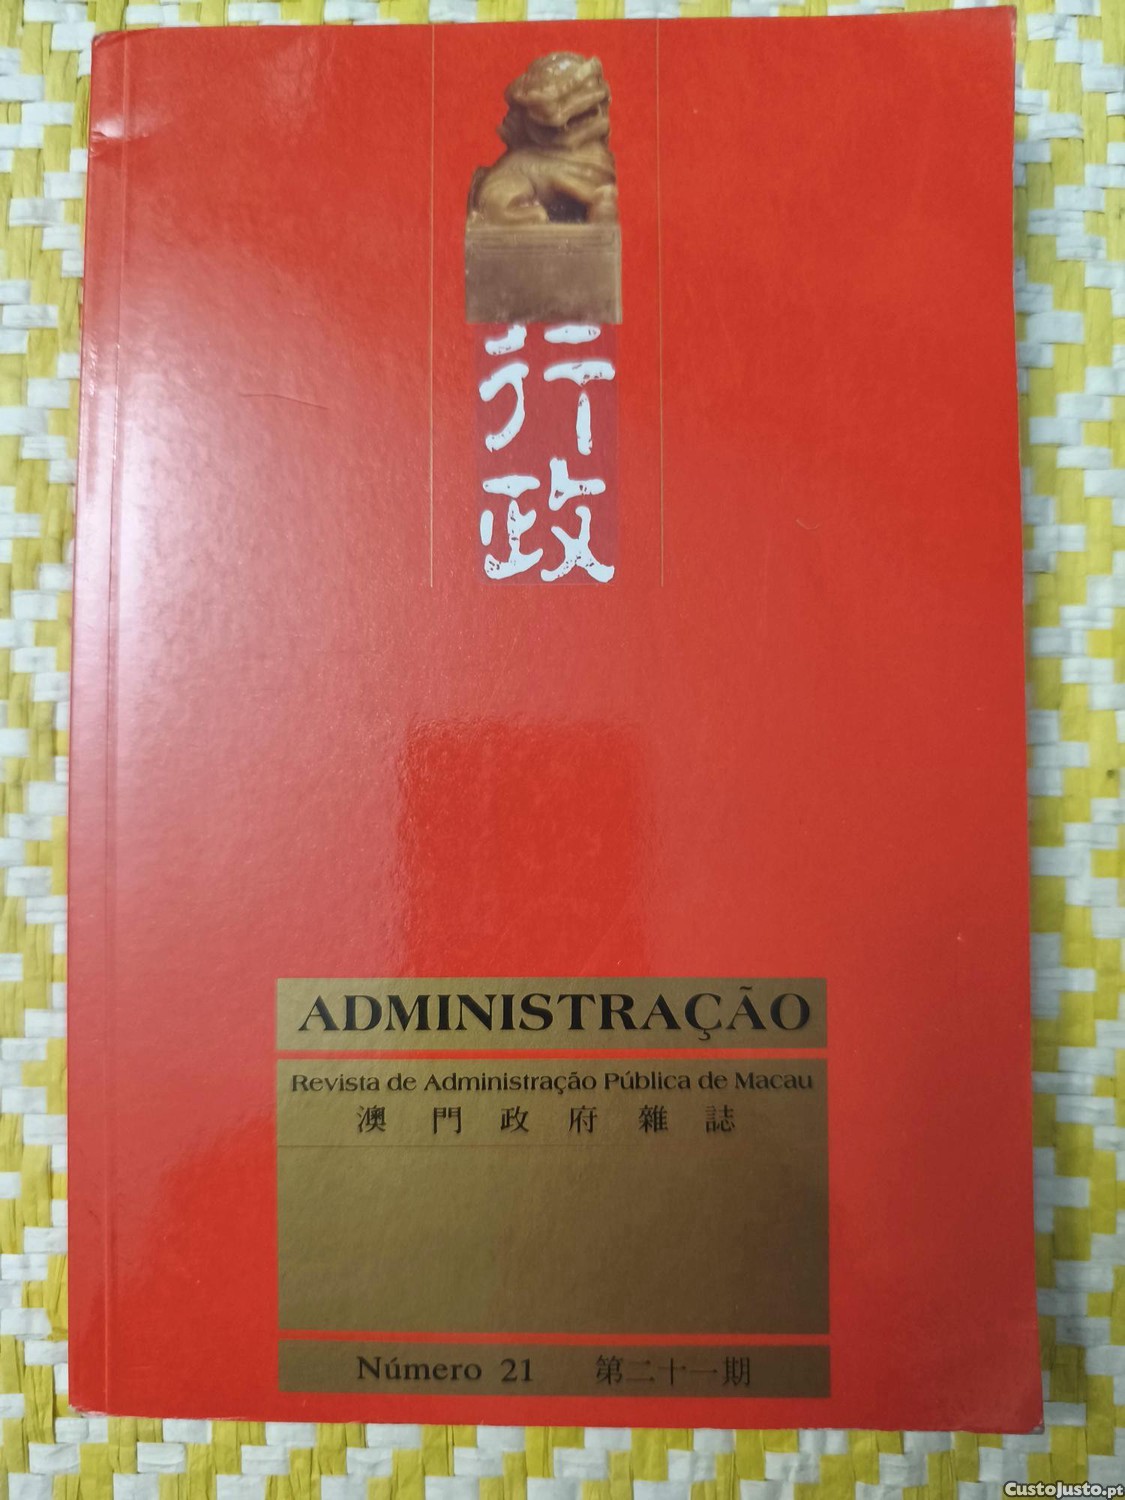 行
政
ADMINISTRAÇÃO
Revista de Administração Pública de Macau
澳門政府雜誌
Número 21 第二十一期
CustoJusto.pt